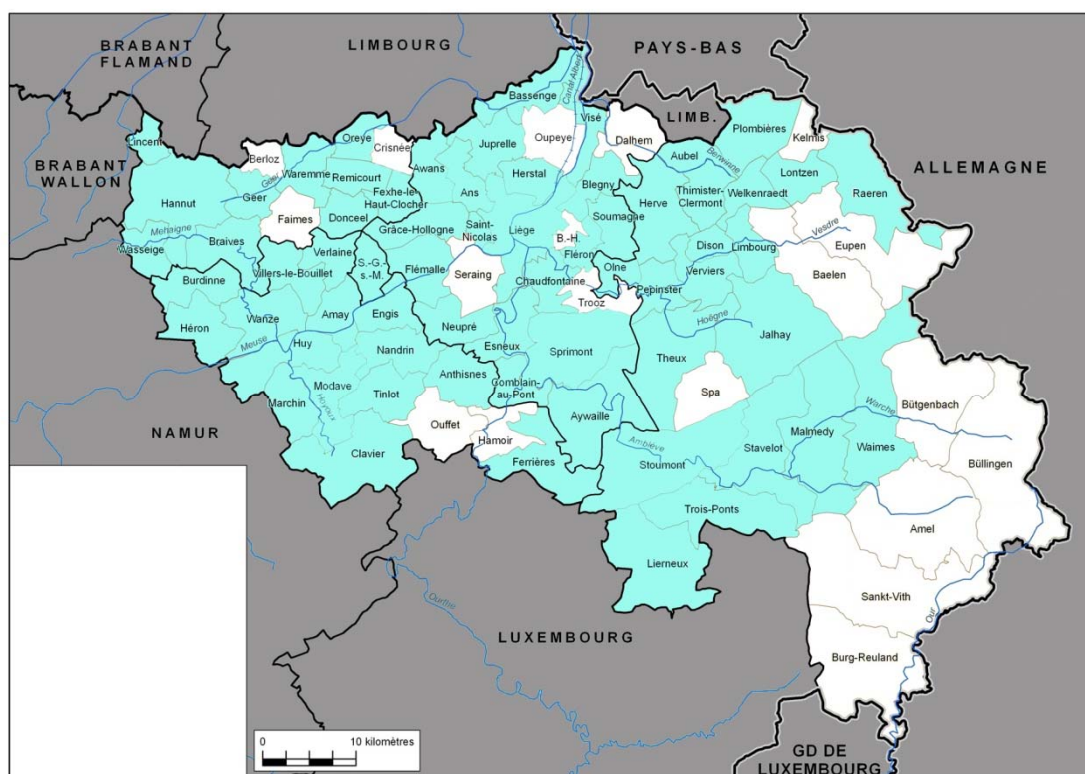 BRABANT
FLAMAND
LIMBOURG
PAYS-BAS
LIMB.
BRABANT
WALLON
ALLEMAGNE
NAMUR
LUXEMBOURG
GD DE
LUXEMBOURG
Canal Albert
Bassenge
Visé
Lincent
Oreye
Crisnée
Juprelle
Oupeye
Dalhem
Plombières
Kelmis
Berloz
Geer
Waremme
Remicourt
Awans
Aubel
Berwinne
Lontzen
Hannut
Geer
Fexhe-le-
Haut-Clocher
Ans
Herstal
Blegny
Herve
Thimister-
Clermont
Welkenraedt
Raeren
Faimes
Donceel
Saint-
Nicolas
Soumagne
Mehaigne
Grâce-Hollogne
Liège
B.-H.
Vesdre
Wasseige
Braives
Verlaine
Fléron
Dison
Limbourg
Eupen
Villers-le-Bouillet
S.-G.-
s.-M.
Flémalle
Seraing
Chaudfontaine
Olne
Verviers
Baelen
Burdinne
Pepinster
Trooz
Wanze
Amay
Engis
Neupré
Hoëgne
Jalhay
Héron
Meuse
Huy
Nandrin
Esneux
Sprimont
Theux
Modave
Anthisnes
Comblain-
au-Pont
Spa
Marchin
Hoyoux
Tinlot
Bütgenbach
Ouffet
Aywaille
Warche
Hamoir
Malmedy
Clavier
Amblève
Stavelot
Waimes
Büllingen
Ferrières
Stoumont
Trois-Ponts
Amel
Lierneux
Sankt-Vith
Ourthe
Our
Burg-Reuland
0 10 kilomètres